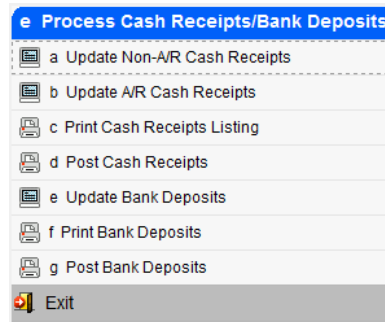 e Process Cash Receipts/Bank Deposits
a Update Non-A/R Cash Receipts
b Update A/R Cash Receipts
c Print Cash Receipts Listing
d Post Cash Receipts
e Update Bank Deposits
f Print Bank Deposits
g Post Bank Deposits
Exit